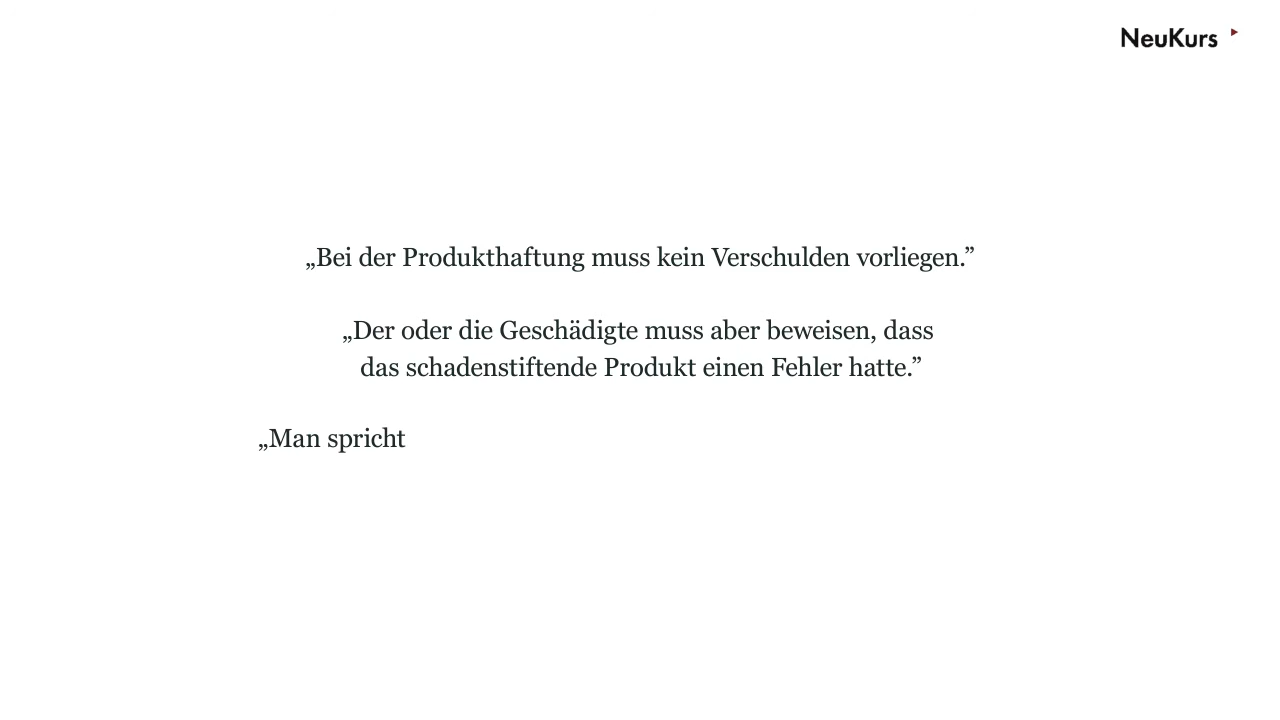 NeuKurs
„Bei der Produkthaftung muss kein Verschulden vorliegen.”
„Der oder die Geschädigte muss aber beweisen, dass
das schadenstiftende Produkt einen Fehler hatte.”
„Man spricht